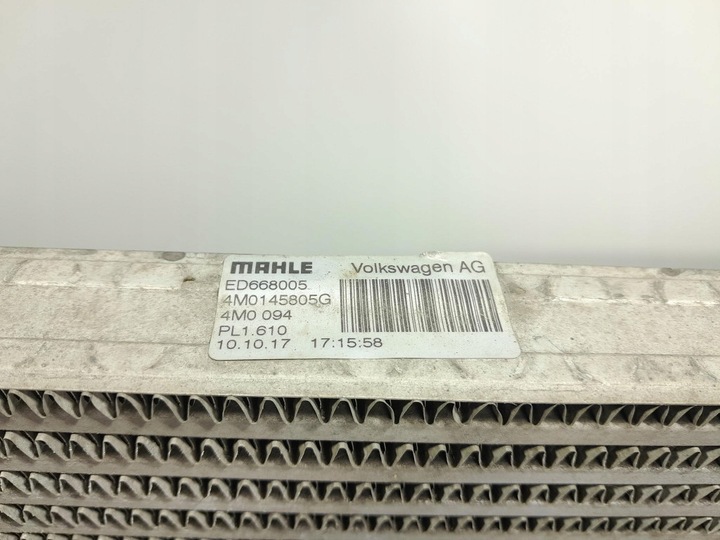 MAHLE Volkswagen AG
ED668005.
4M0145805G
4M0 094
PL1.610
10.10.17 17:15:58